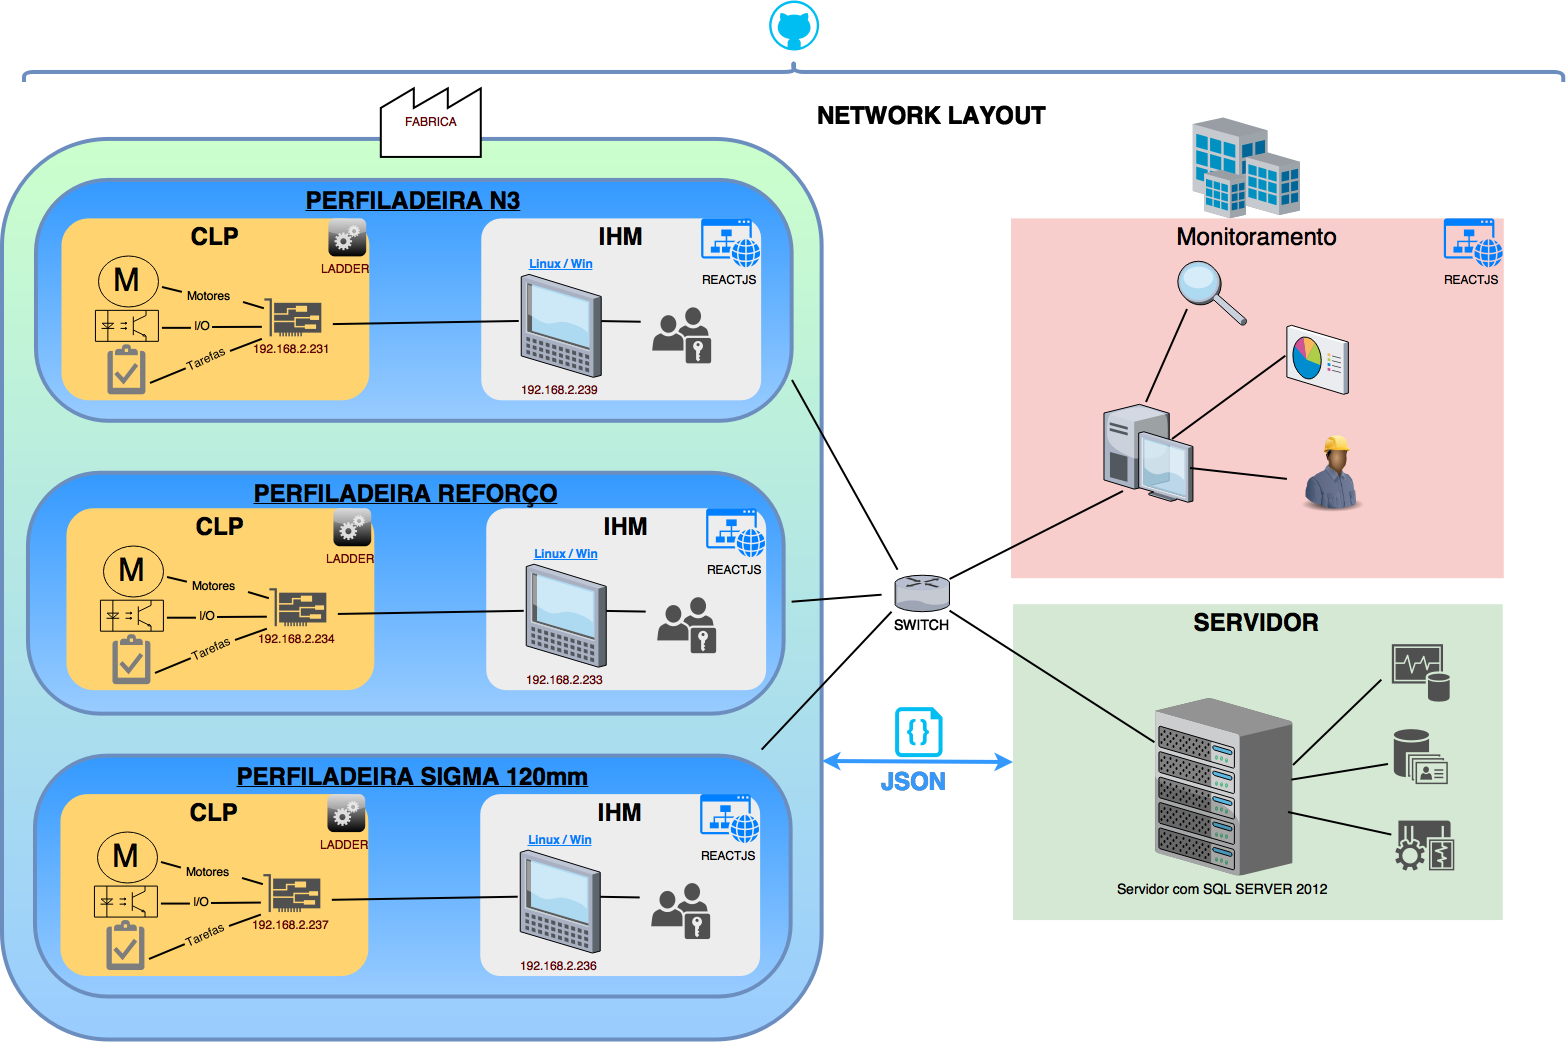 NETWORK LAYOUT
FABRICA
PERFILADEIRA N3
CLP
LADDER
M
Motores
I/O
Tarefas
192.168.2.231
IHM
Linux / Win
REACTJS
192.168.2.239
PERFILADEIRA REFORÇO
CLP
LADDER
M
Motores
I/O
Tarefas
192.168.2.234
IHM
Linux / Win
REACTJS
192.168.2.233
PERFILADEIRA SIGMA 120mm
CLP
LADDER
M
Motores
I/O
Tarefas
192.168.2.237
IHM
Linux / Win
REACTJS
192.168.2.236
SWITCH
{}
JSON
Monitoramento
REACTJS
SERVIDOR
Servidor com SQL SERVER 2012